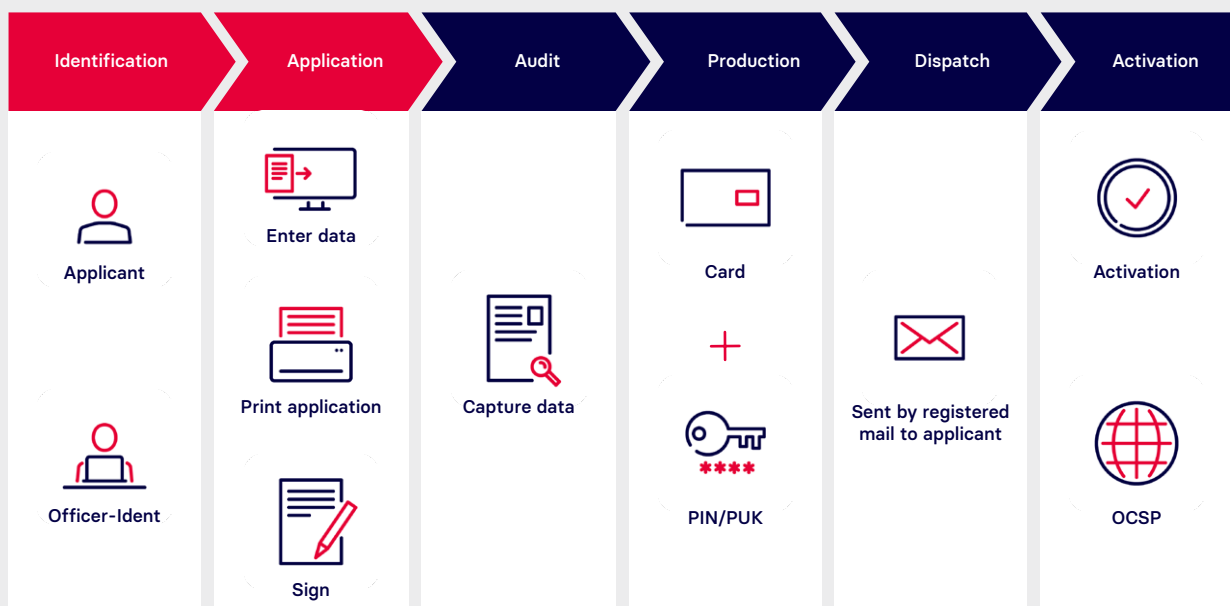 Identification
Application
Audit
Production
Dispatch
Activation
Applicant
Officer-Ident
Enter data
Print application
Sign
Capture data
Card
****
PIN/PUK
Sent by registered
mail to applicant
Activation
OCSP